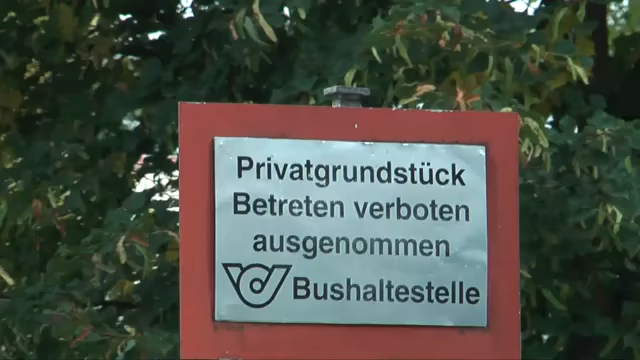 Privatgrundstück
Betreten verboten
ausgenommen
Bushaltestelle